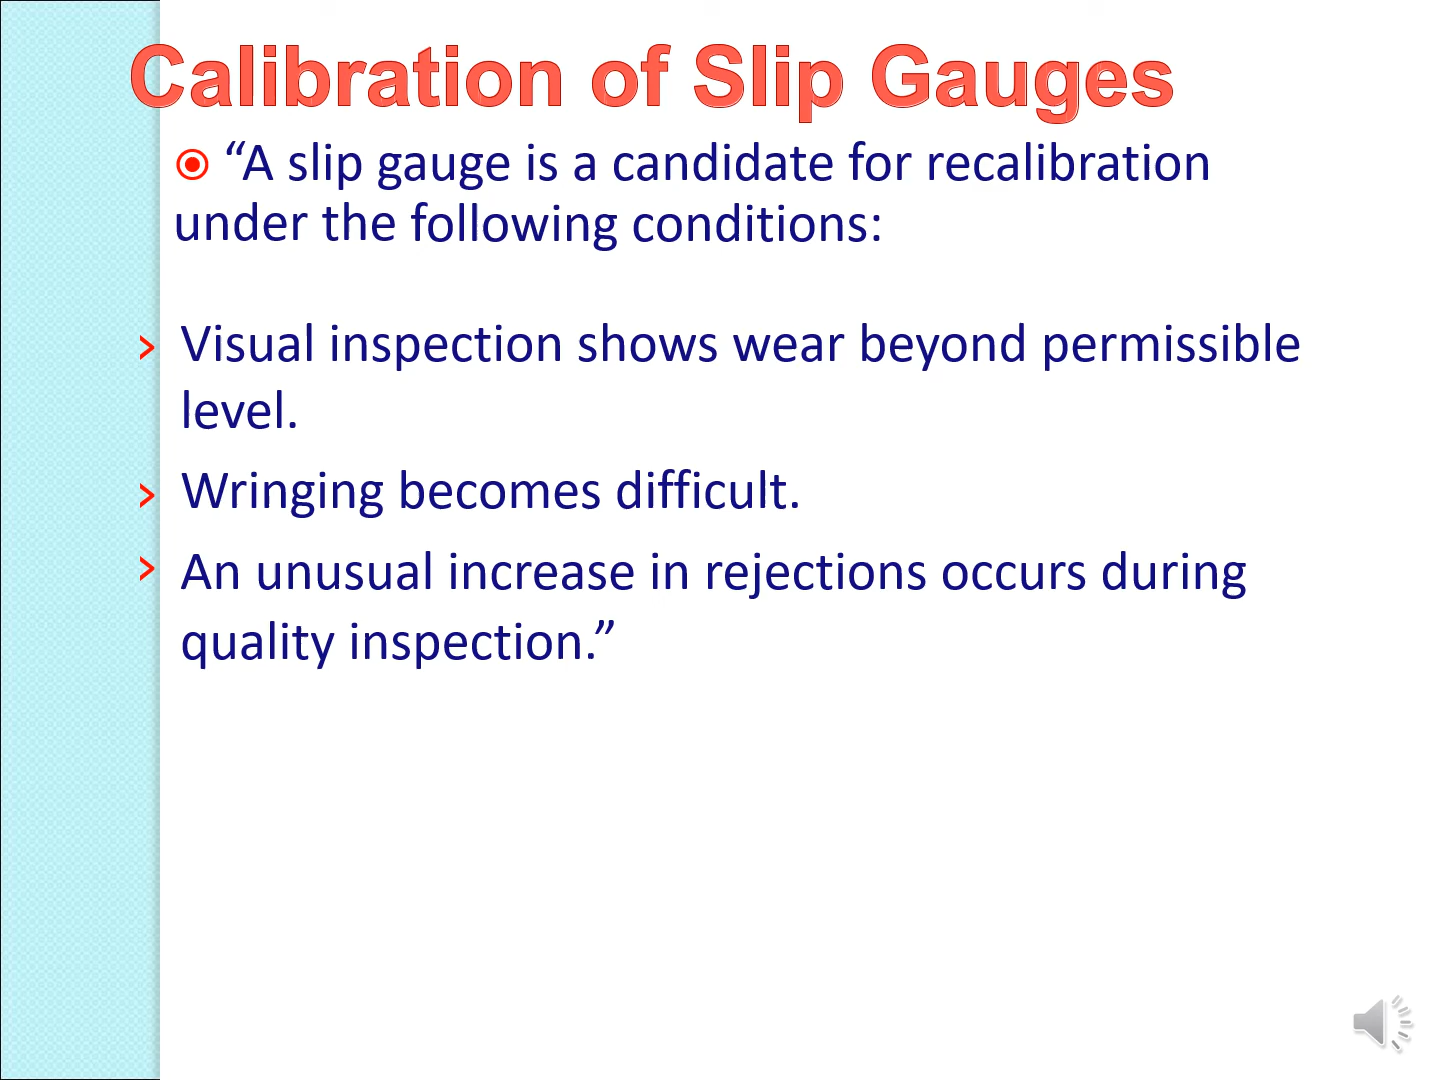 Calibration of Slip Gauges
“A slip gauge is a candidate for recalibration
under the following conditions:
Visual inspection shows wear beyond permissible
level.
Wringing becomes difficult.
An unusual increase in rejections occurs during
quality inspection.”